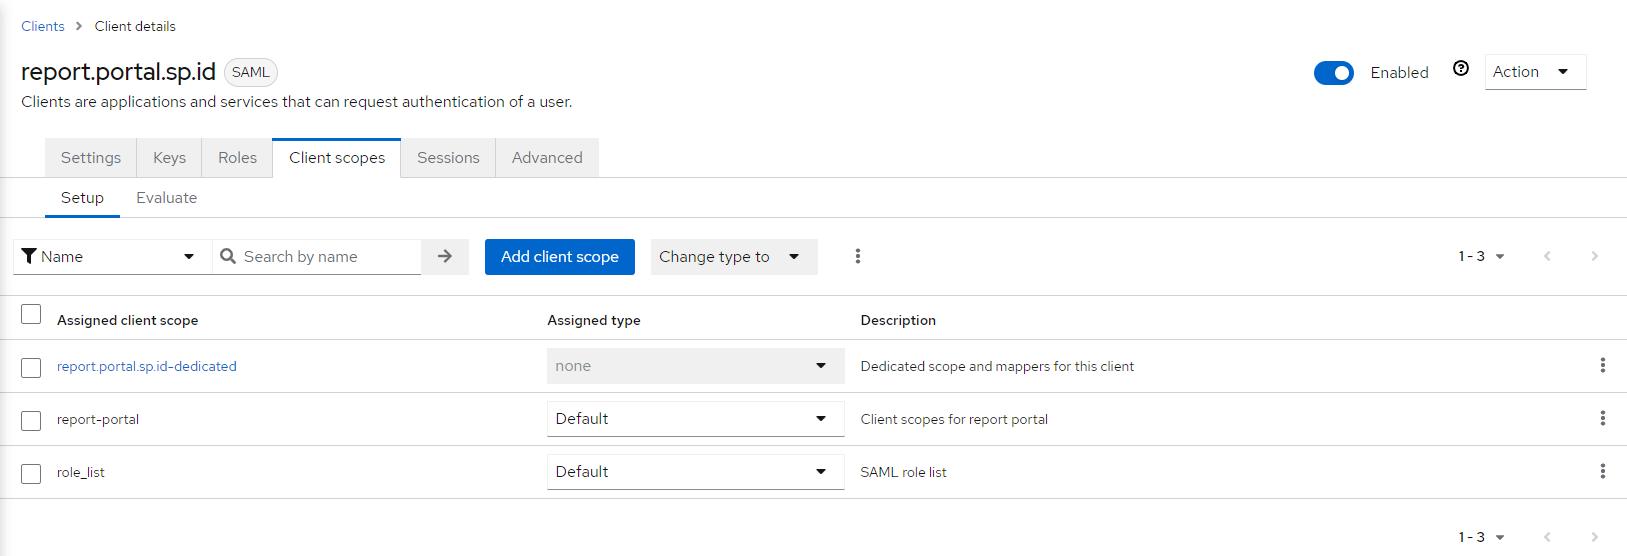 Clients > Client details
report.portal.sp.id SAML
Enabled
Action
Clients are applications and services that can request authentication of a user.
Settings Keys Roles Client scopes Sessions Advanced
Setup Evaluate
Name Search by name Add client scope Change type to 1 - 3
Assigned client scope Assigned type Description
report.portal.sp.id-dedicated none Dedicated scope and mappers for this client
report-portal Default Client scopes for report portal
role_list Default SAML role list
1 - 3